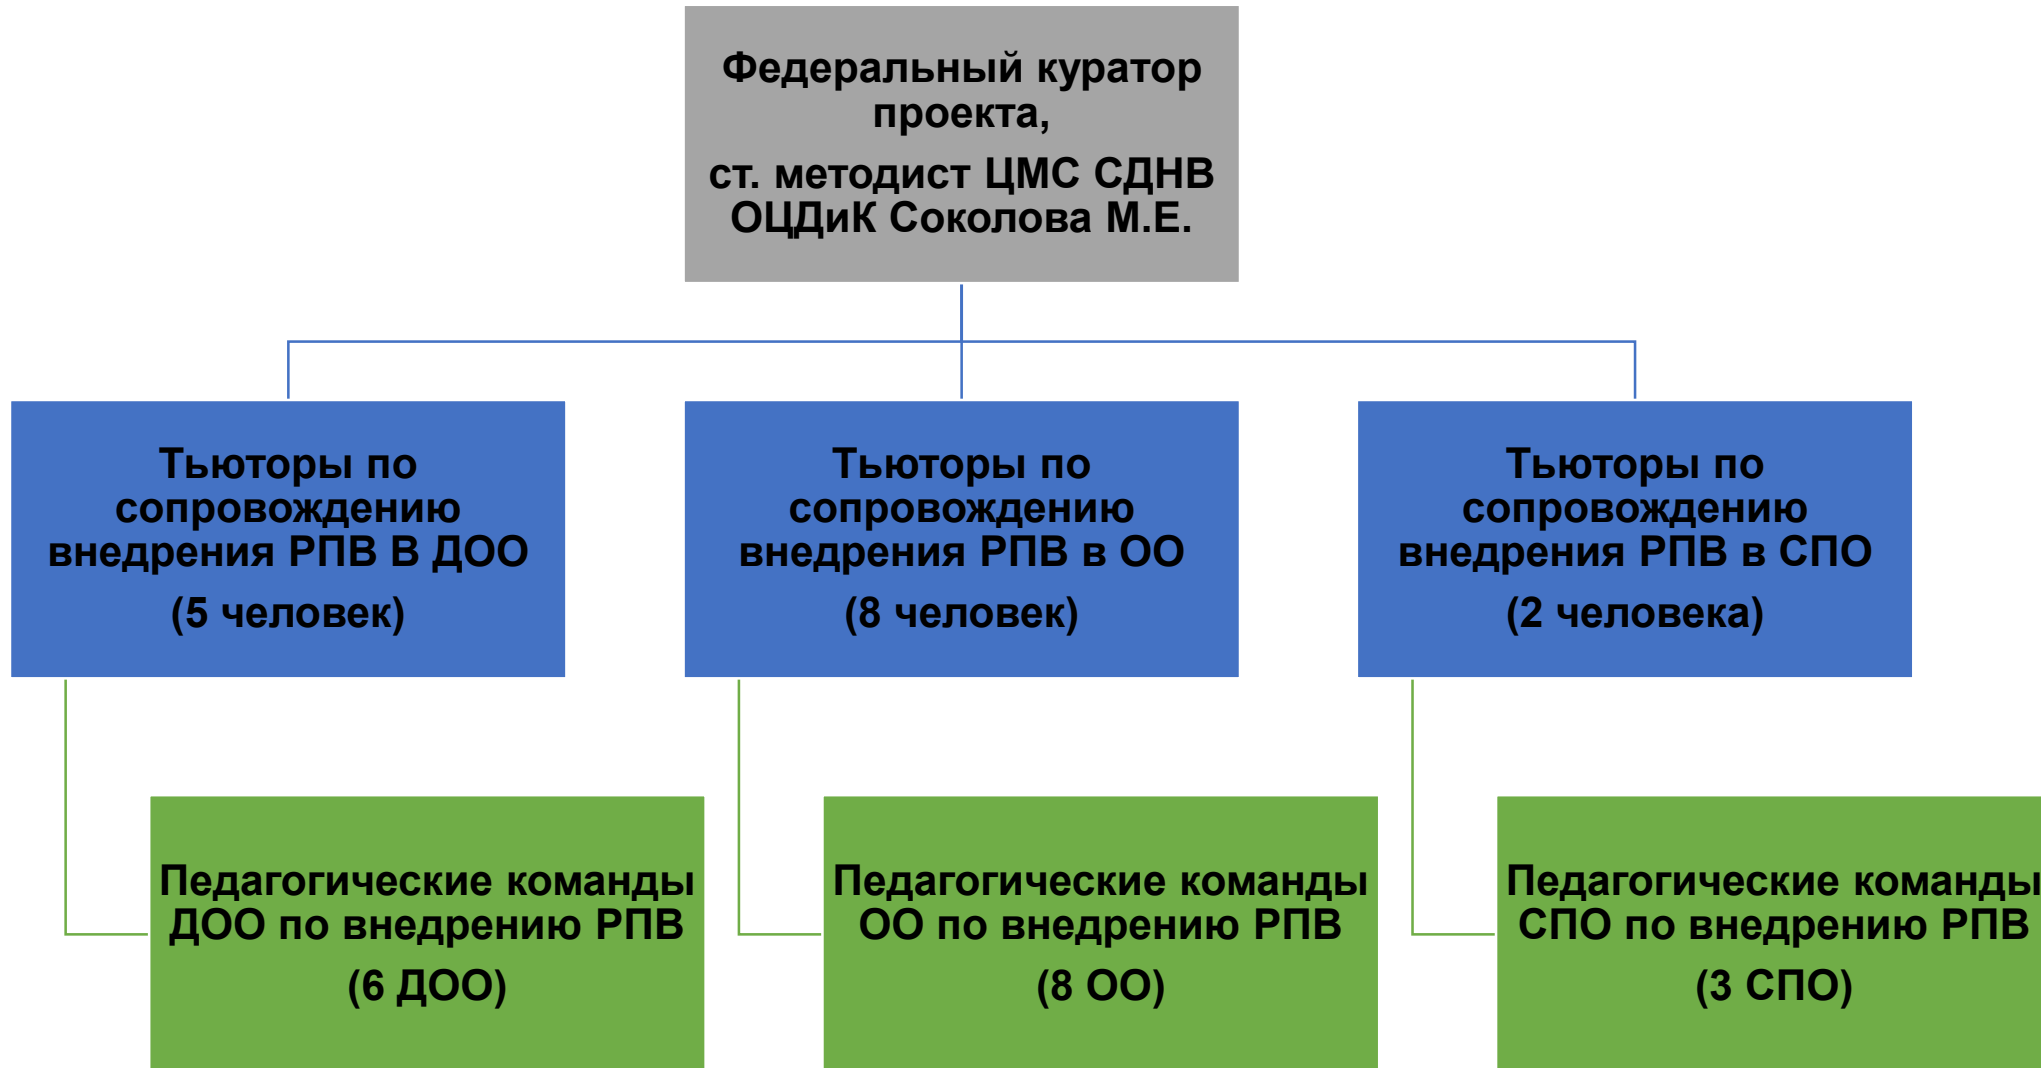 Федеральный куратор
проекта,
ст. методист ЦМС СДНВ
ОЦДиК Соколова М.Е.
Тьюторы по
сопровождению
внедрения РПВ В ДОО
(5 человек)
Тьюторы по
сопровождению
внедрения РПВ в ОО
(8 человек)
Тьюторы по
сопровождению
внедрения РПВ в СПО
(2 человека)
Педагогические команды
ДОО по внедрению РПВ
(6 ДОО)
Педагогические команды
ОО по внедрению РПВ
(8 ОО)
Педагогические команды
СПО по внедрению РПВ
(3 СПО)